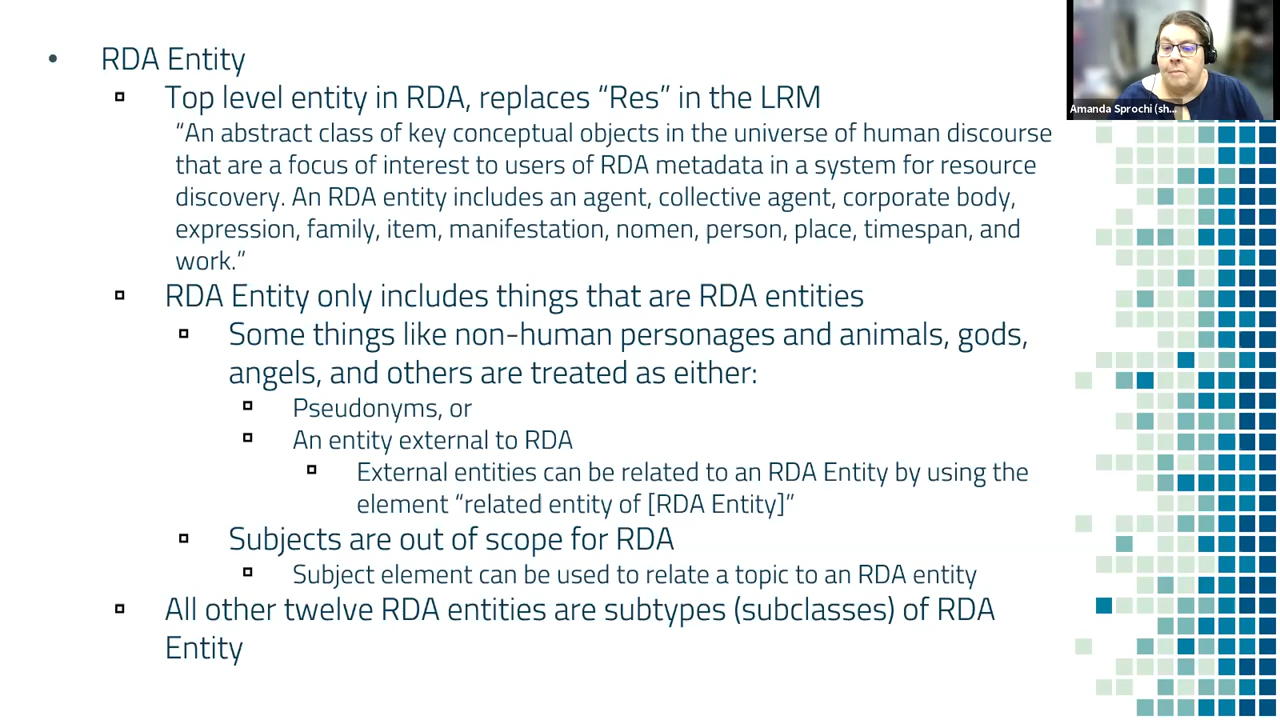 RDA Entity
Top level entity in RDA, replaces “Res” in the LRM
“An abstract class of key conceptual objects in the universe of human discourse
that are a focus of interest to users of RDA metadata in a system for resource
discovery. An RDA entity includes an agent, collective agent, corporate body,
expression, family, item, manifestation, nomen, person, place, timespan, and
work.”
RDA Entity only includes things that are RDA entities
Some things like non-human personages and animals, gods,
angels, and others are treated as either:
Pseudonyms, or
An entity external to RDA
External entities can be related to an RDA Entity by using the
element “related entity of [RDA Entity]”
Subjects are out of scope for RDA
Subject element can be used to relate a topic to an RDA entity
All other twelve RDA entities are subtypes (subclasses) of RDA
Entity
Amanda Sprochi (sh...